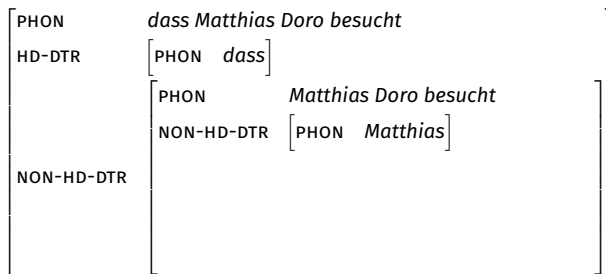 PHON dass Matthias Doro besucht
HD-DTR [PHON dass]
PHON Matthias Doro besucht
NON-HD-DTR [PHON Matthias]
NON-HD-DTR